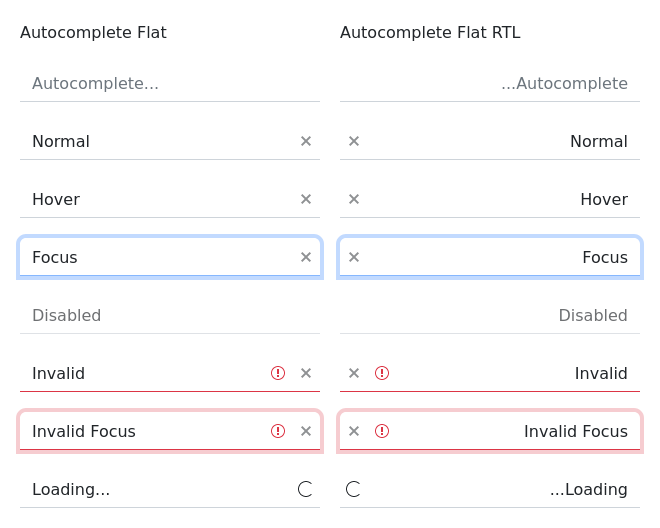 Autocomplete Flat
Autocomplete...
Normal
Hover
Focus
Disabled
Invalid
Invalid Focus
Loading...
Autocomplete Flat RTL
...Autocomplete
Normal
Hover
Focus
Disabled
Invalid
Invalid Focus
...Loading